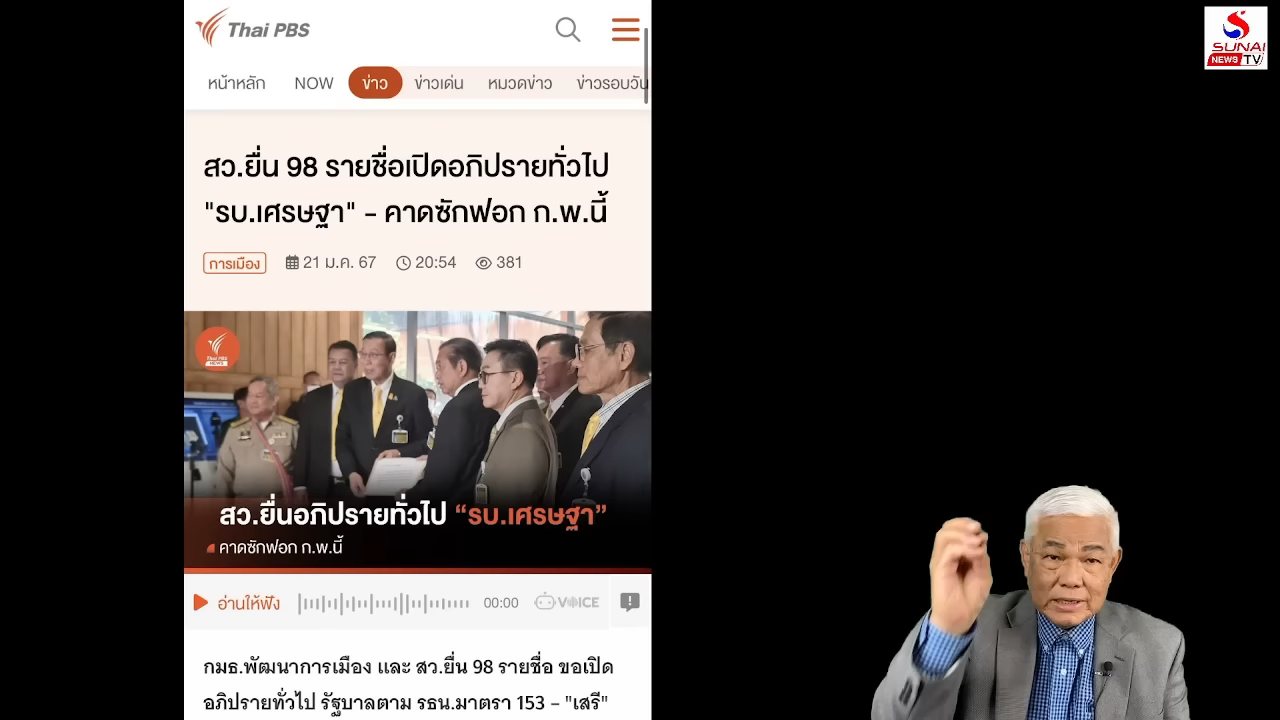 Thai PBS
หน้าหลัก NOW ข่าว ข่าวเด่น หมวดข่าว ข่าวรอบวัน
สว.ยื่น 98 รายชื่อเปิดอภิปรายทั่วไป
"รบ.เศรษฐา" - คาดซักฟอก ก.พ.นี้
การเมือง 21 ม.ค. 67 20:54 381
Thai PBS
NEWS
สว.ยื่นอภิปรายทั่วไป “รบ.เศรษฐา”
คาดซักฟอก ก.พ.นี้
อ่านให้ฟัง 00:00 VOICE
กมธ.พัฒนาการเมือง และ สว.ยื่น 98 รายชื่อ ขอเปิด
อภิปรายทั่วไป รัฐบาลตาม รธน.มาตรา 153 – "เสรี"
SUNAI
NEWS TV